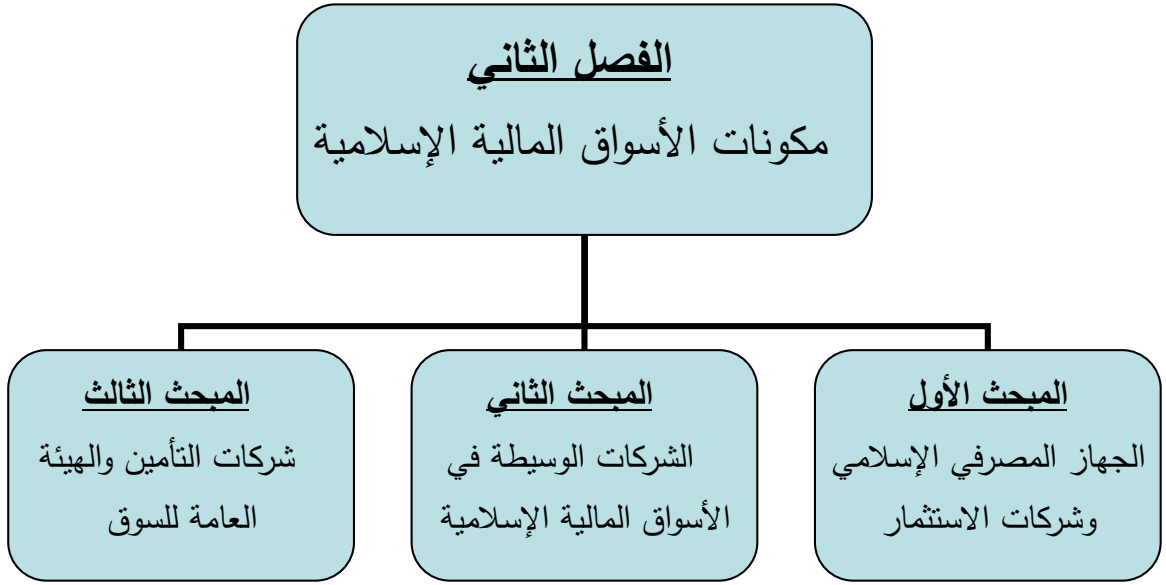 الفصل الثاني
مكونات الأسواق المالية الإسلامية
المبحث الأول
الجهاز المصرفي الإسلامي
وشركات الاستثمار
المبحث الثاني
الشركات الوسيطة في
الأسواق المالية الإسلامية
المبحث الثالث
شركات التأمين والهيئة
العامة للسوق